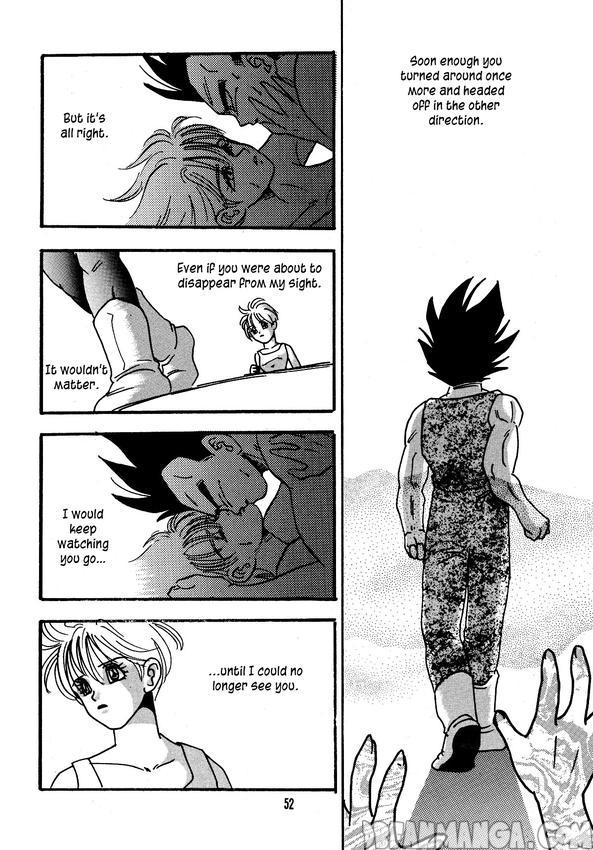 Soon enough you
turned around once
more and headed
off in the other
direction.
But it's
all right.
Even if you were about to
disappear from my sight.
It wouldn't
matter.
I would
keep
watching
you go...
...until I could no
longer see you.
52
DREAMMANGA.COM